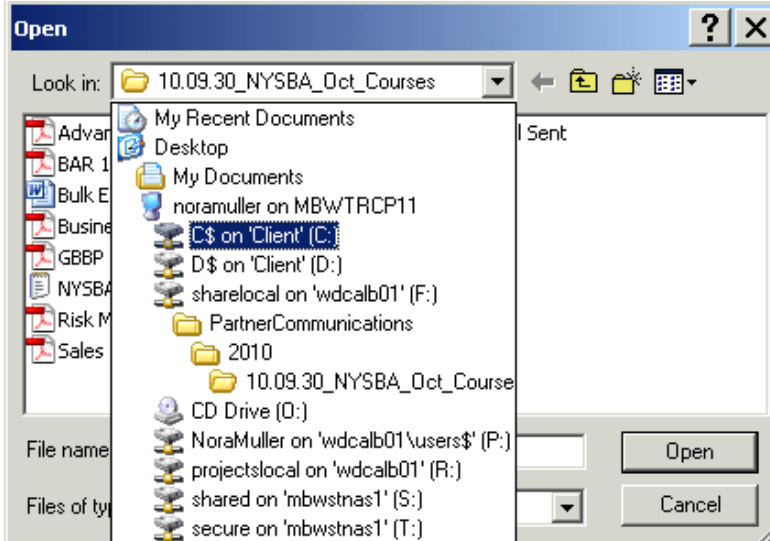 Open
Look in: 10.09.30_NYSBA_Oct_Courses
My Recent Documents
Desktop
My Documents
noramuller on MBWTRCP11
C$ on 'Client' (C:)
D$ on 'Client' (D:)
sharelocal on 'wdcalb01' (F:)
PartnerCommunications
2010
10.09.30_NYSBA_Oct_Course
CD Drive (O:)
NoraMuller on 'wdcalb01\users$' (P:)
projectslocal on 'wdcalb01' (R:)
shared on 'mbwstnas1' (S:)
secure on 'mbwstnas1' (T:)
Advar
l Sent
BAR 1
Bulk E
Busine
GBBP
NYSBA
Risk M
Sales
File name
Open
Files of ty
Cancel